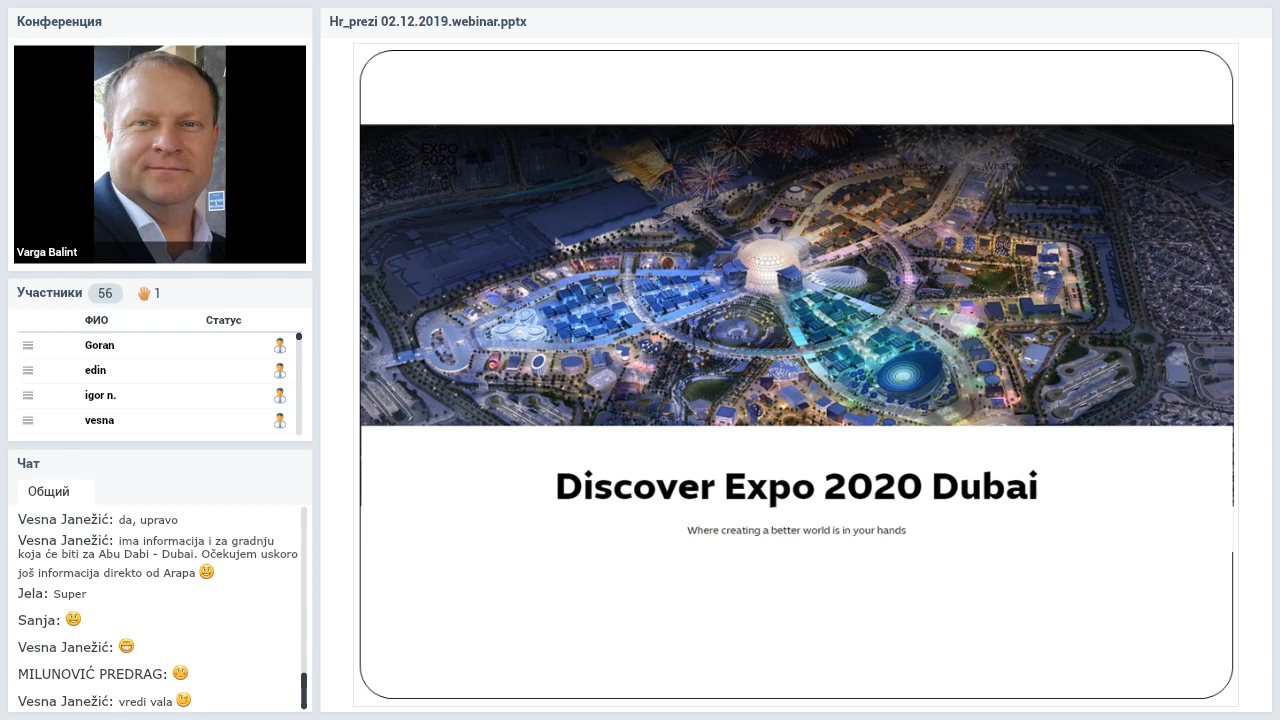 Конференция
Varga Balint
Участники 56 1
ФИО Статус
Goran
edin
igor n.
vesna
Чат
Общий
Vesna Janežić: da, upravo
Vesna Janežić: ima informacija i za gradnju
koja će biti za Abu Dabi - Dubai. Očekujem uskoro
još informacija direkto od Arapa
Jela: Super
Sanja:
Vesna Janežić:
MILUNOVIĆ PREDRAG:
Vesna Janežić: vredi vala
Hr_prezi 02.12.2019.webinar.pptx
EXPO
2020
Discover Expo 2020 Dubai
Where creating a better world is in your hands